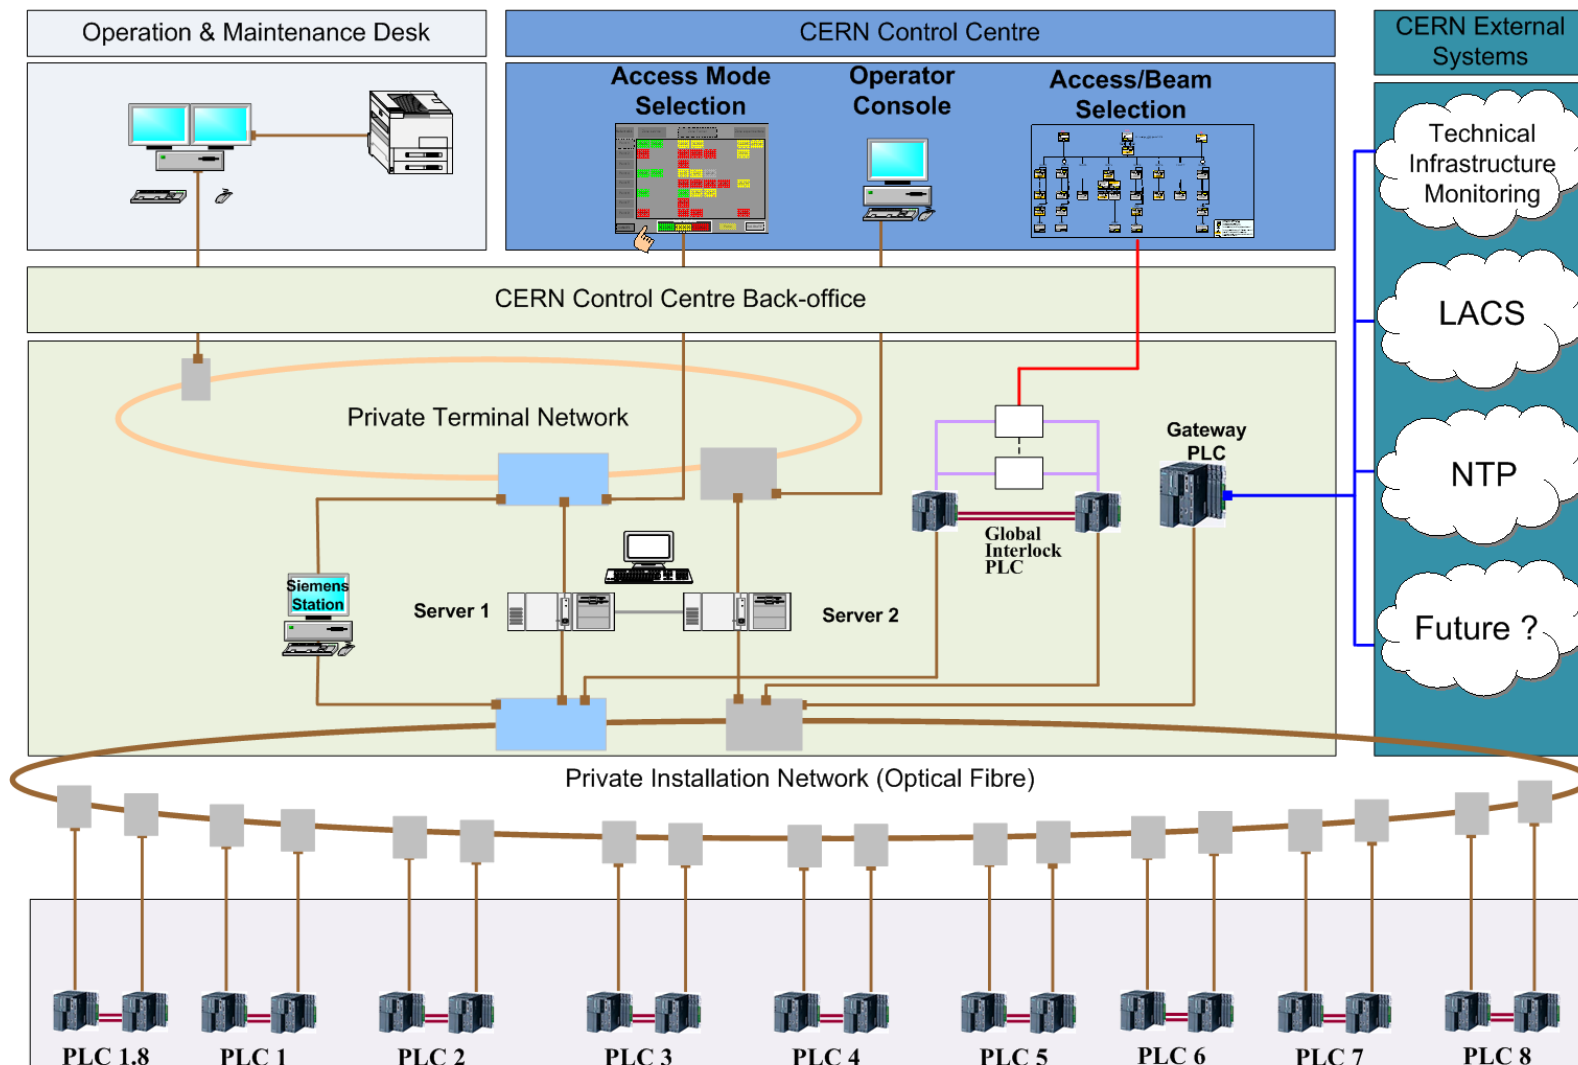 Operation & Maintenance Desk
CERN Control Centre
CERN External
Systems
Access Mode
Selection
Operator
Console
Access/Beam
Selection
Technical
Infrastructure
Monitoring
LACS
NTP
Future ?
CERN Control Centre Back-office
Private Terminal Network
Gateway
PLC
Global
Interlock
PLC
Siemens
Station
Server 1
Server 2
Private Installation Network (Optical Fibre)
PLC 1.8
PLC 1
PLC 2
PLC 3
PLC 4
PLC 5
PLC 6
PLC 7
PLC 8